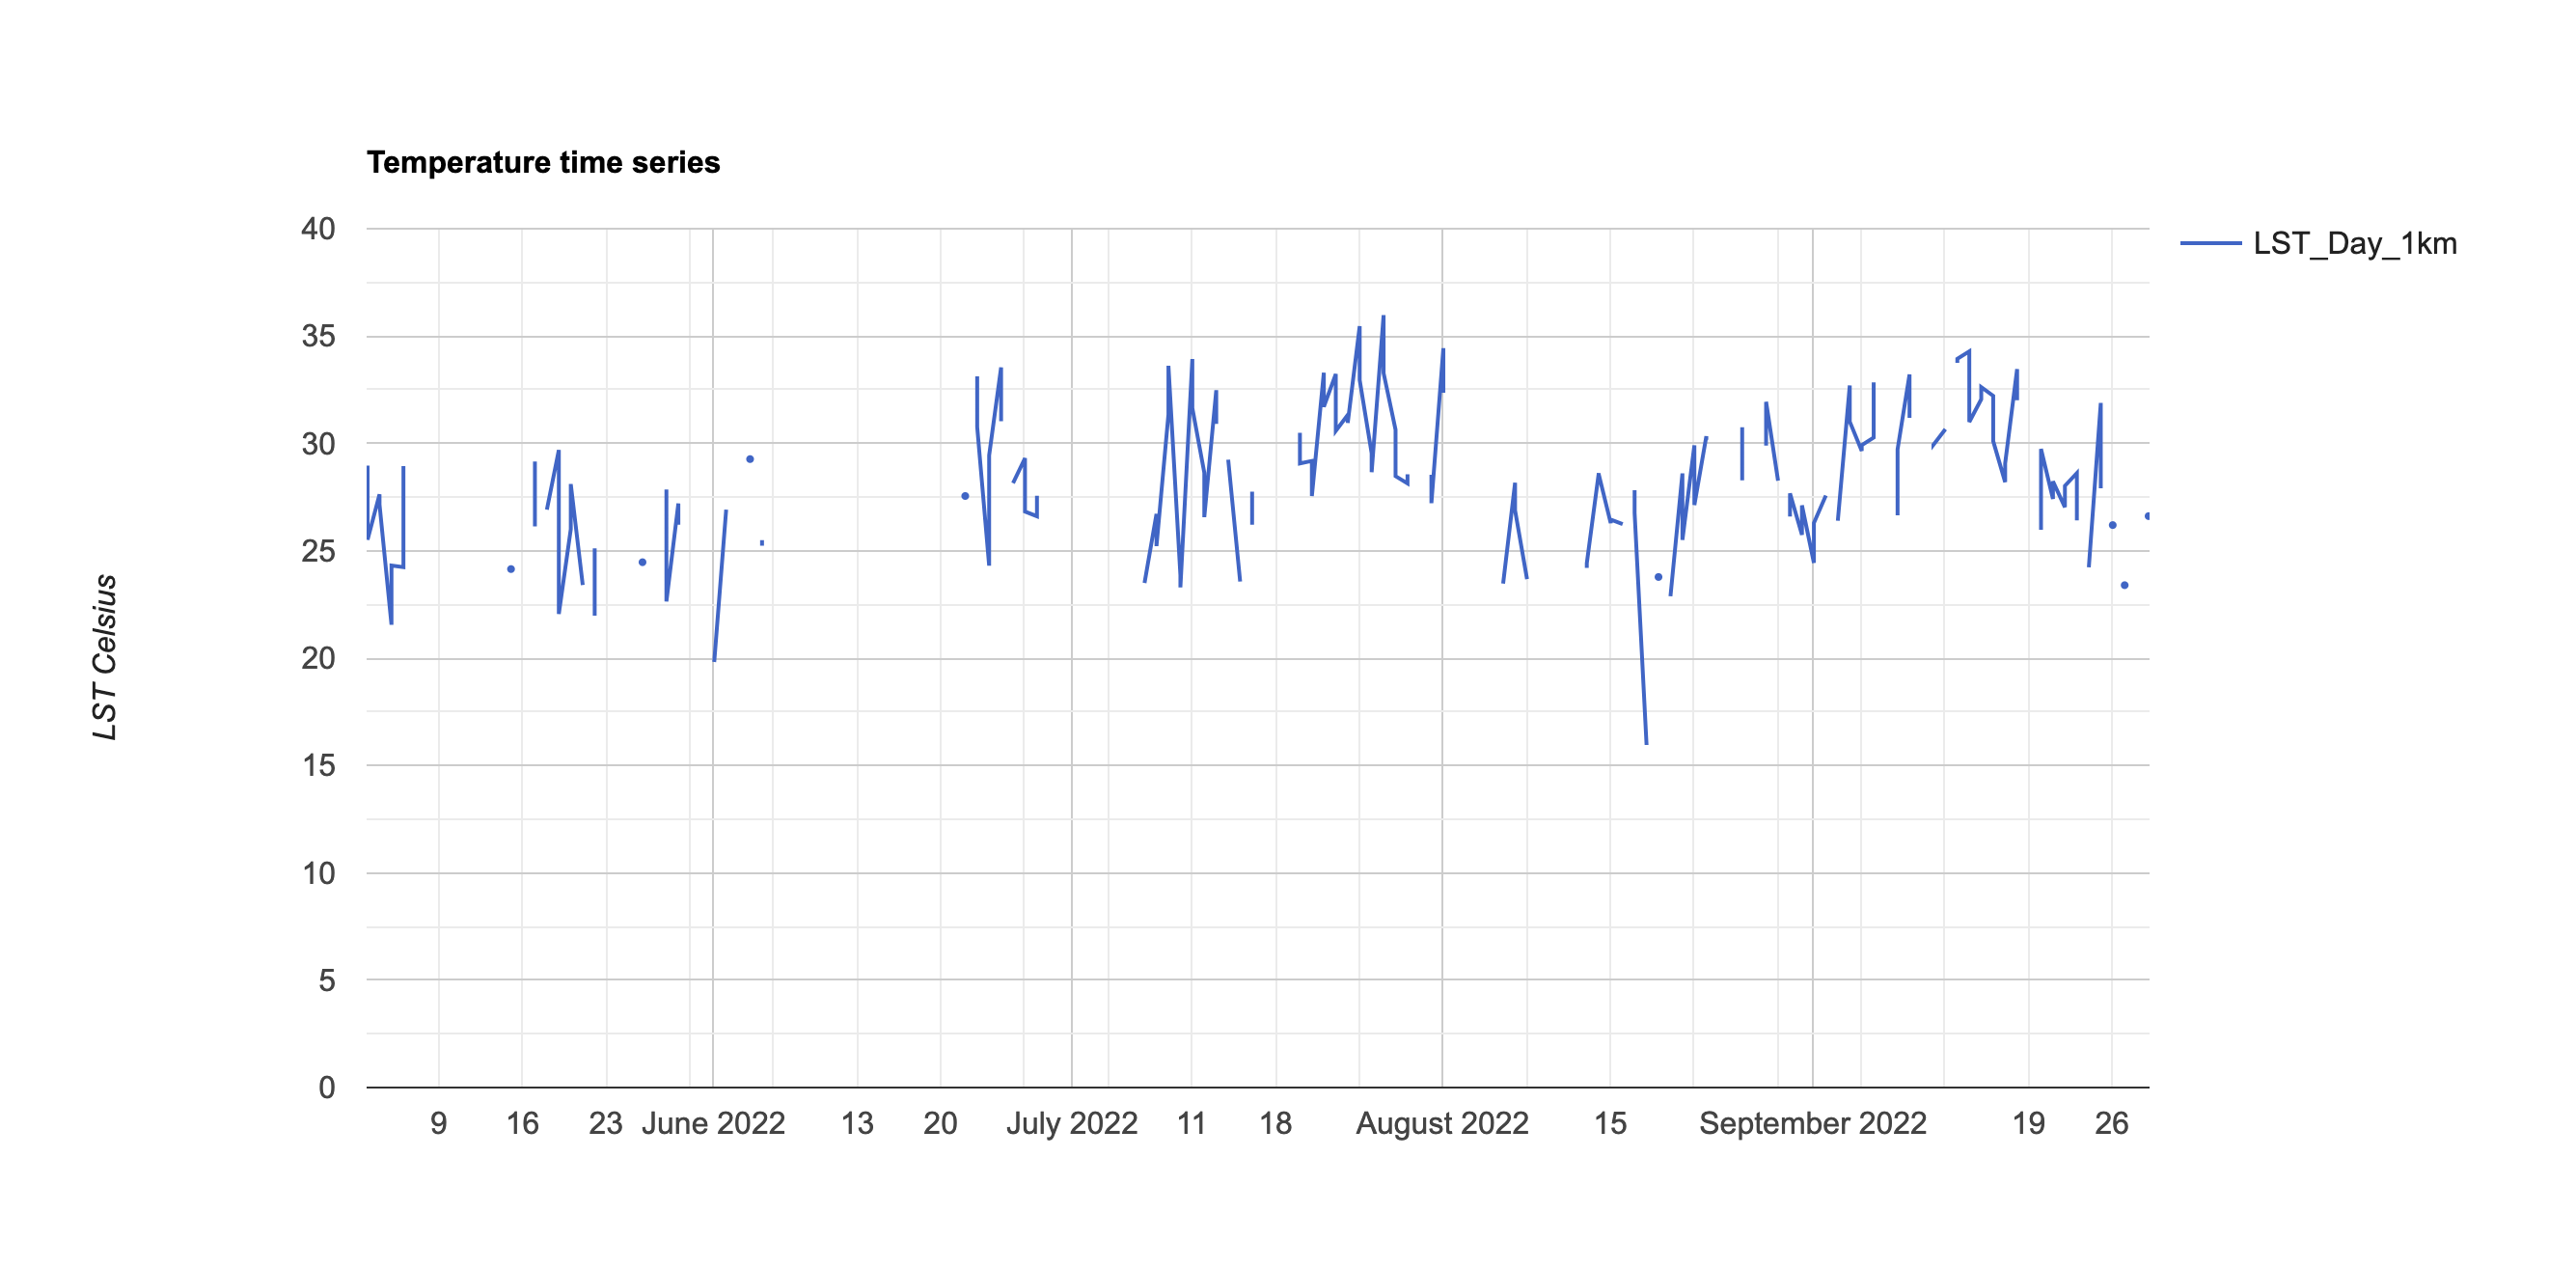 Temperature time series
LST_Day_1km
LST Celsius
40
35
30
25
20
15
10
5
0
9 16 23 June 2022 13 20 July 2022 11 18 August 2022 15 September 2022 19 26